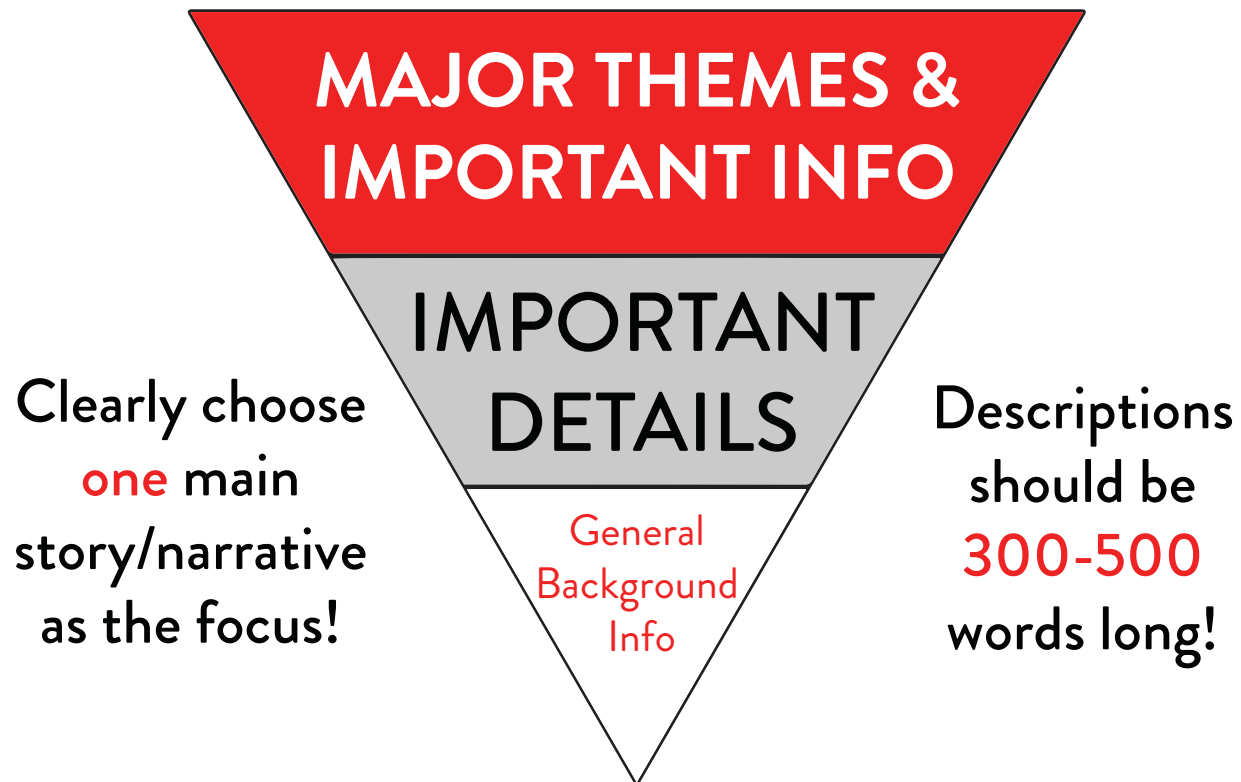 MAJOR THEMES &
IMPORTANT INFO
IMPORTANT
DETAILS
General
Background
Info
Clearly choose
one main
story/narrative
as the focus!
Descriptions
should be
300-500
words long!